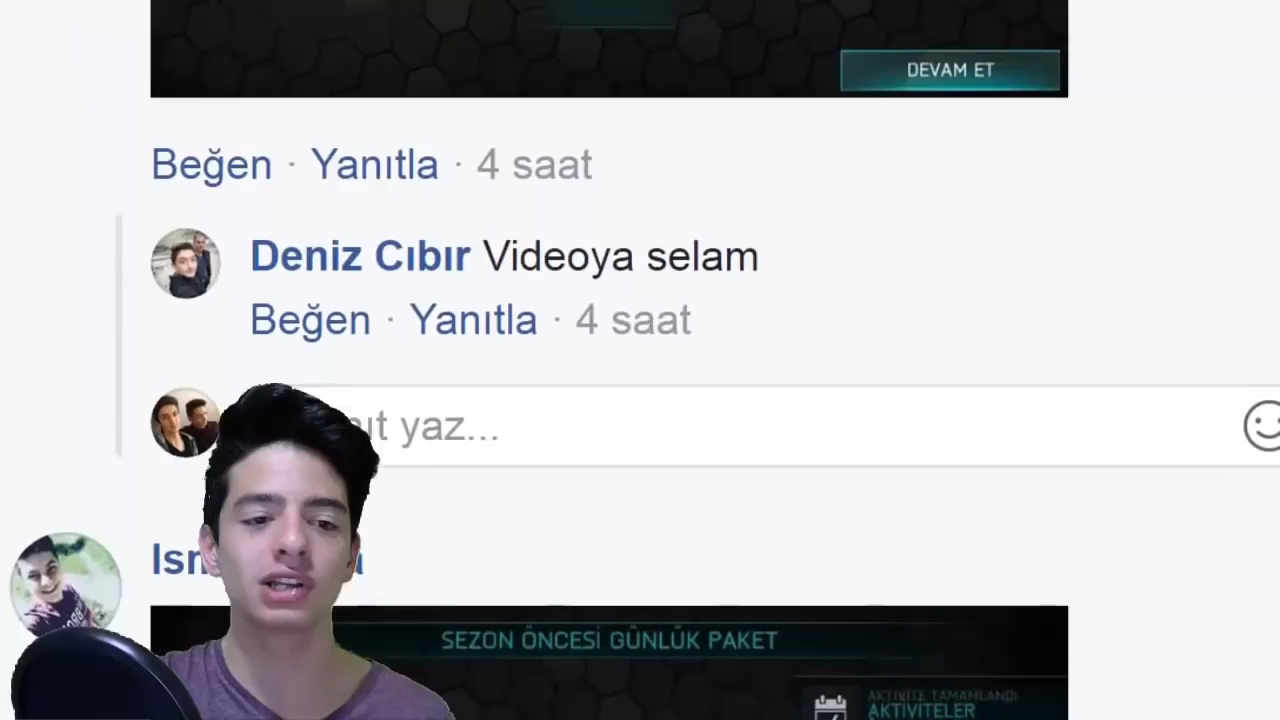 DEVAM ET
Beğen · Yanıtla · 4 saat
Deniz Cıbır Videoya selam
Beğen · Yanıtla · 4 saat
yaz...
SEZON ÖNCESİ GÜNLÜK PAKET
AKTİVİTE TAMAMLANDI
AKTİVİTELER